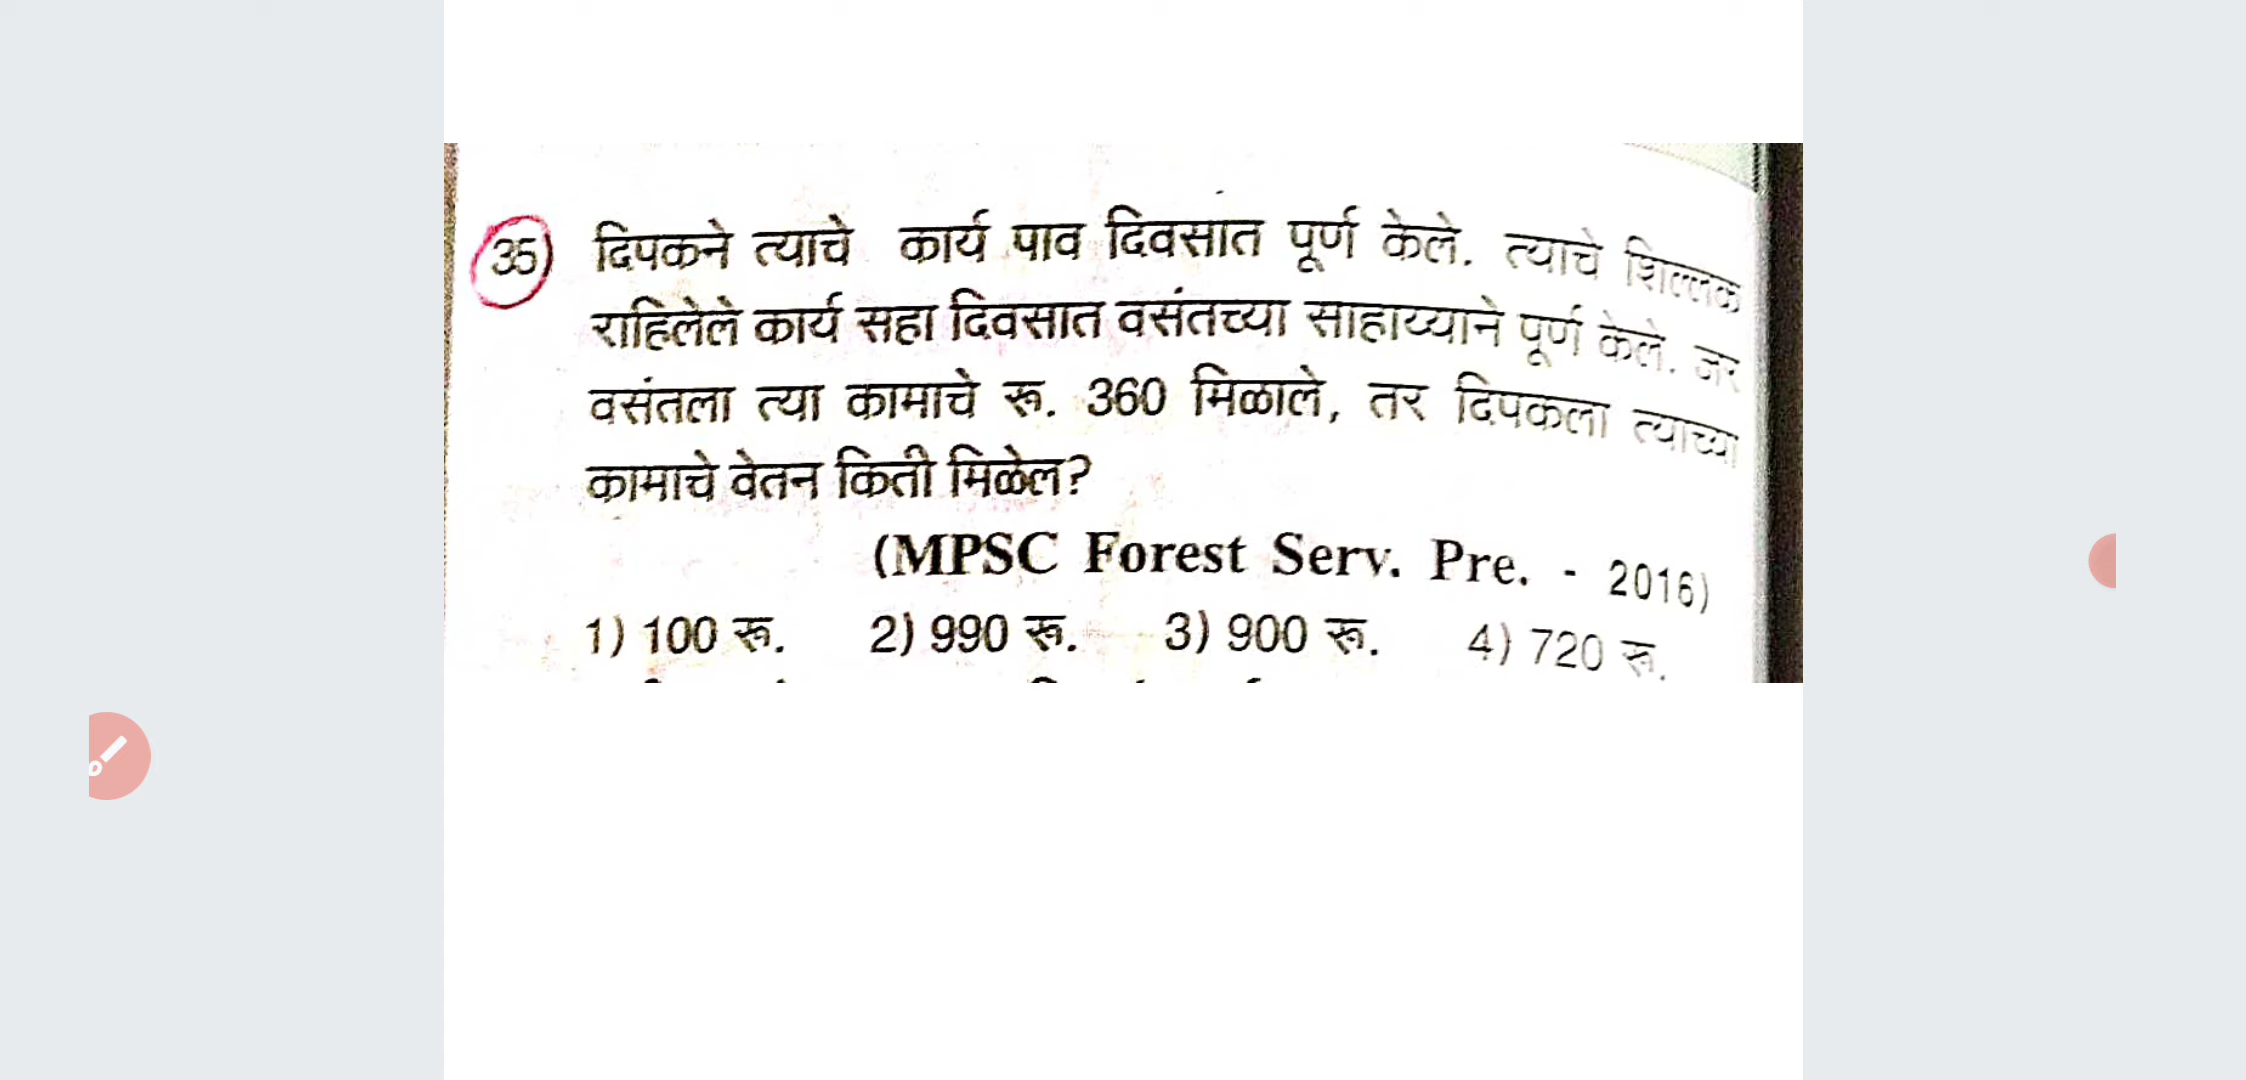 35) दिपकने त्याचे कार्य पाव दिवसात पूर्ण केले. त्याचे शिल्लक
राहिलेले कार्य सहा दिवसात वसंतच्या साहाय्याने पूर्ण केले. जर
वसंतला त्या कामाचे रू. 360 मिळाले, तर दिपकला त्याच्या
कामाचे वेतन किती मिळेल?
(MPSC Forest Serv. Pre. - 2016)
1) 100 रू. 2) 990 रू. 3) 900 रू. 4) 720 रू.